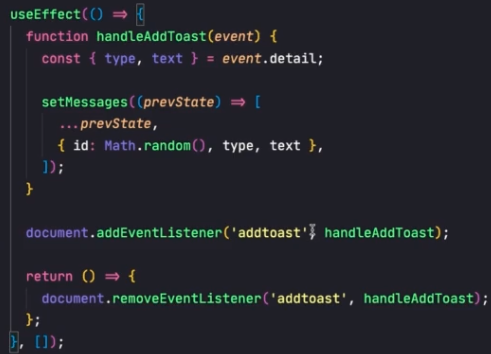 useEffect(() => {
function handleAddToast(event) {
const { type, text } = event.detail;
setMessages((prevState) => [
...prevState,
{ id: Math.random(), type, text },
]);
}
document.addEventListener('addtoast', handleAddToast);
return () => {
document.removeEventListener('addtoast', handleAddToast);
};
}, []);